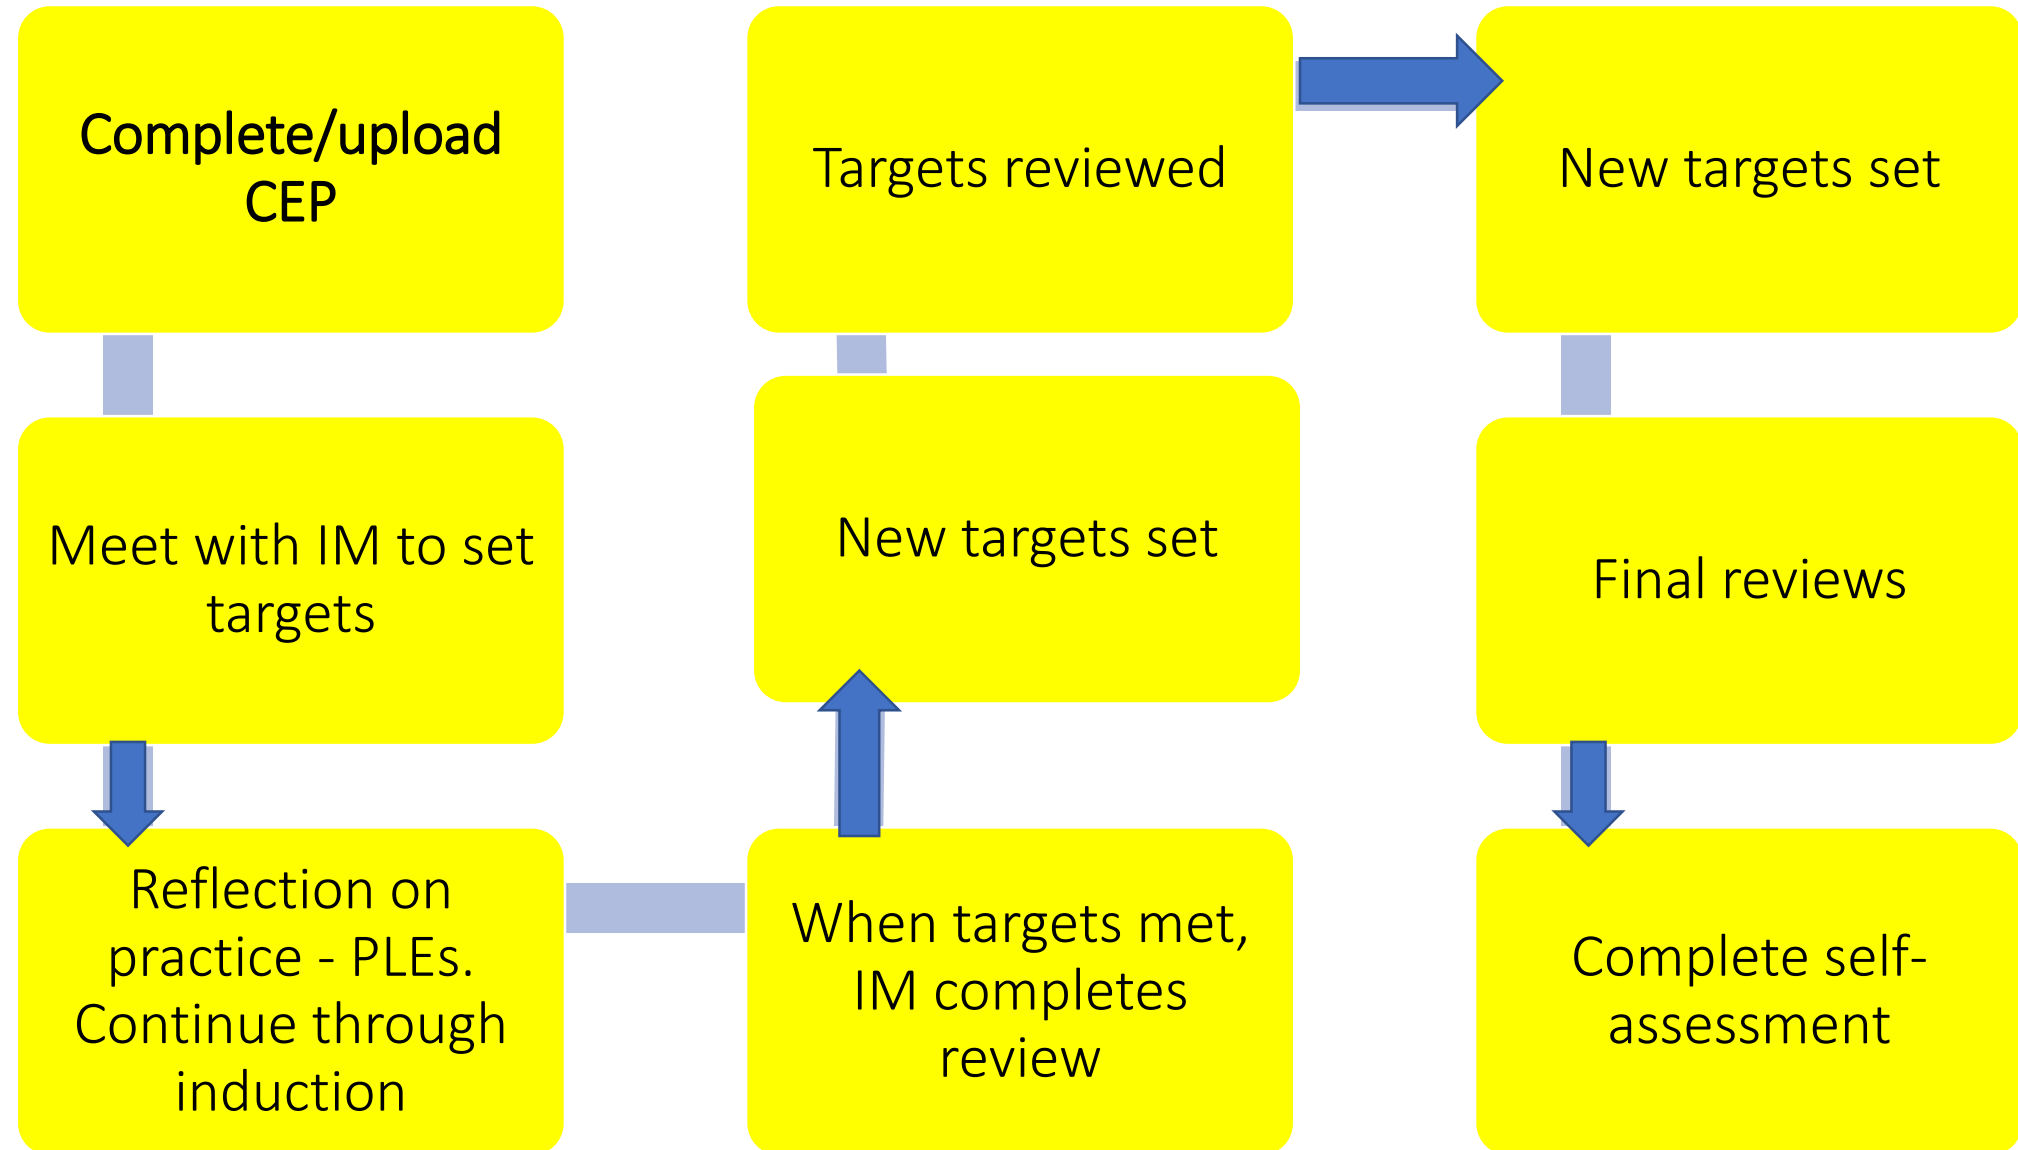 Complete/upload
CEP
Meet with IM to set
targets
Reflection on
practice - PLEs.
Continue through
induction
When targets met,
IM completes
review
New targets set
Targets reviewed
New targets set
Final reviews
Complete self-
assessment